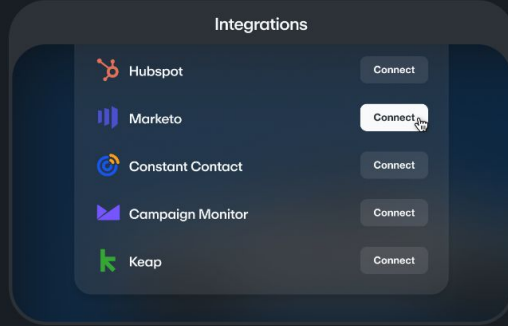 Integrations
Hubspot Connect
Marketo Connect
Constant Contact Connect
Campaign Monitor Connect
Keap Connect